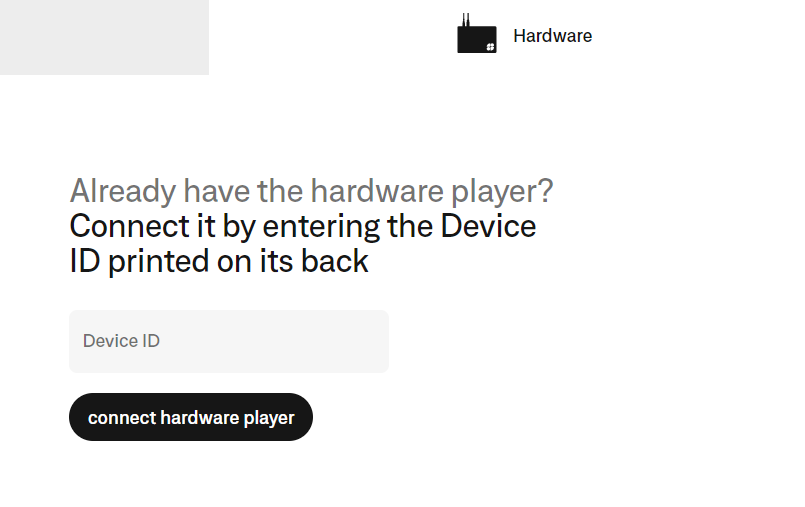 Hardware
Already have the hardware player?
Connect it by entering the Device
ID printed on its back
Device ID
connect hardware player